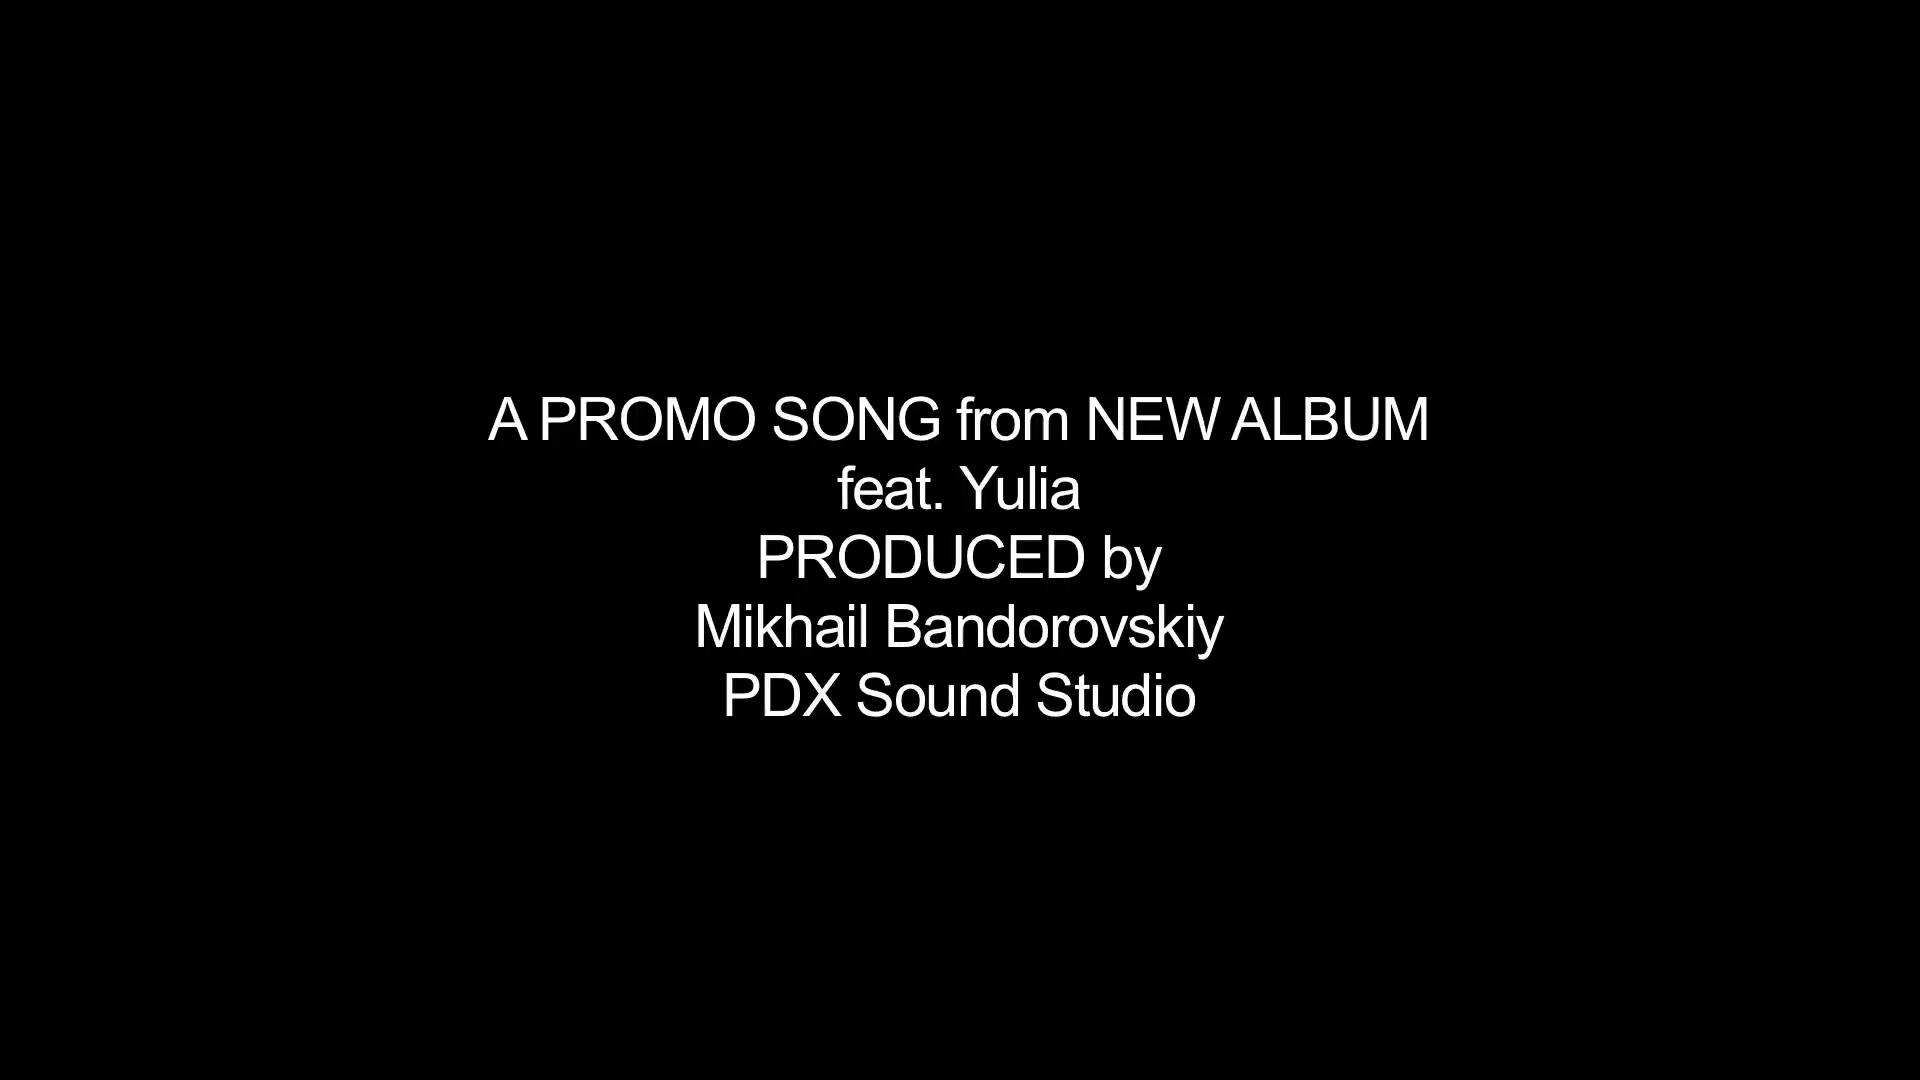 A PROMO SONG from NEW ALBUM
feat. Yulia
PRODUCED by
Mikhail Bandorovskiy
PDX Sound Studio